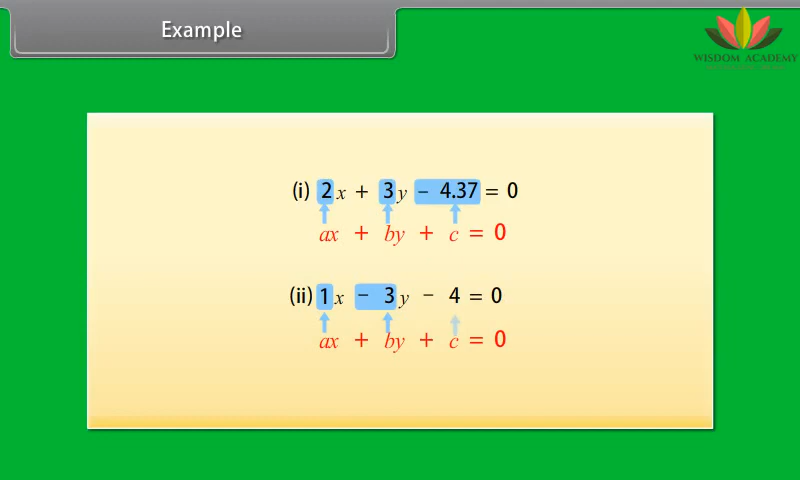 Example
WISDOM ACADEMY
(i) 2x + 3y – 4.37 = 0
ax + by + c = 0
(ii) 1x – 3y – 4 = 0
ax + by + c = 0